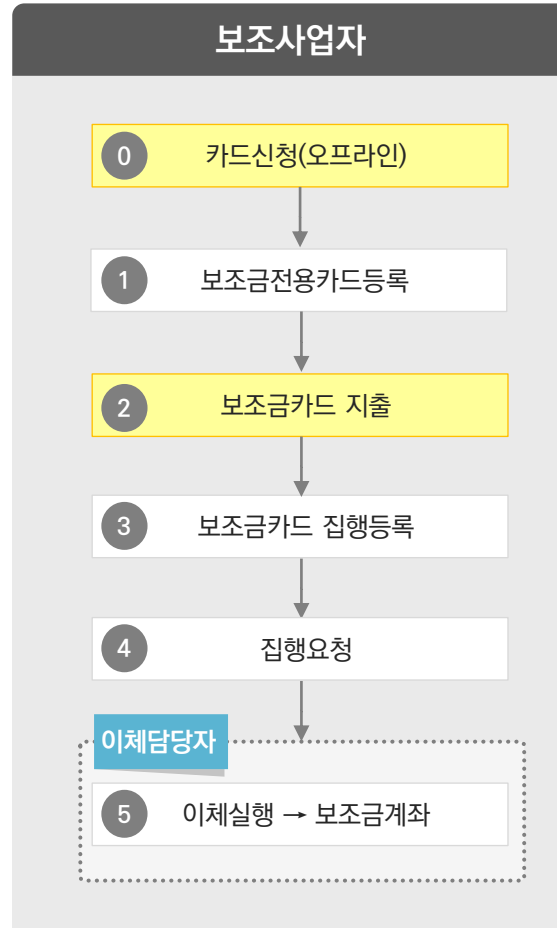 보조사업자
0 카드신청(오프라인)
1 보조금전용카드등록
2 보조금카드 지출
3 보조금카드 집행등록
4 집행요청
이체담당자
5 이체실행 → 보조금계좌